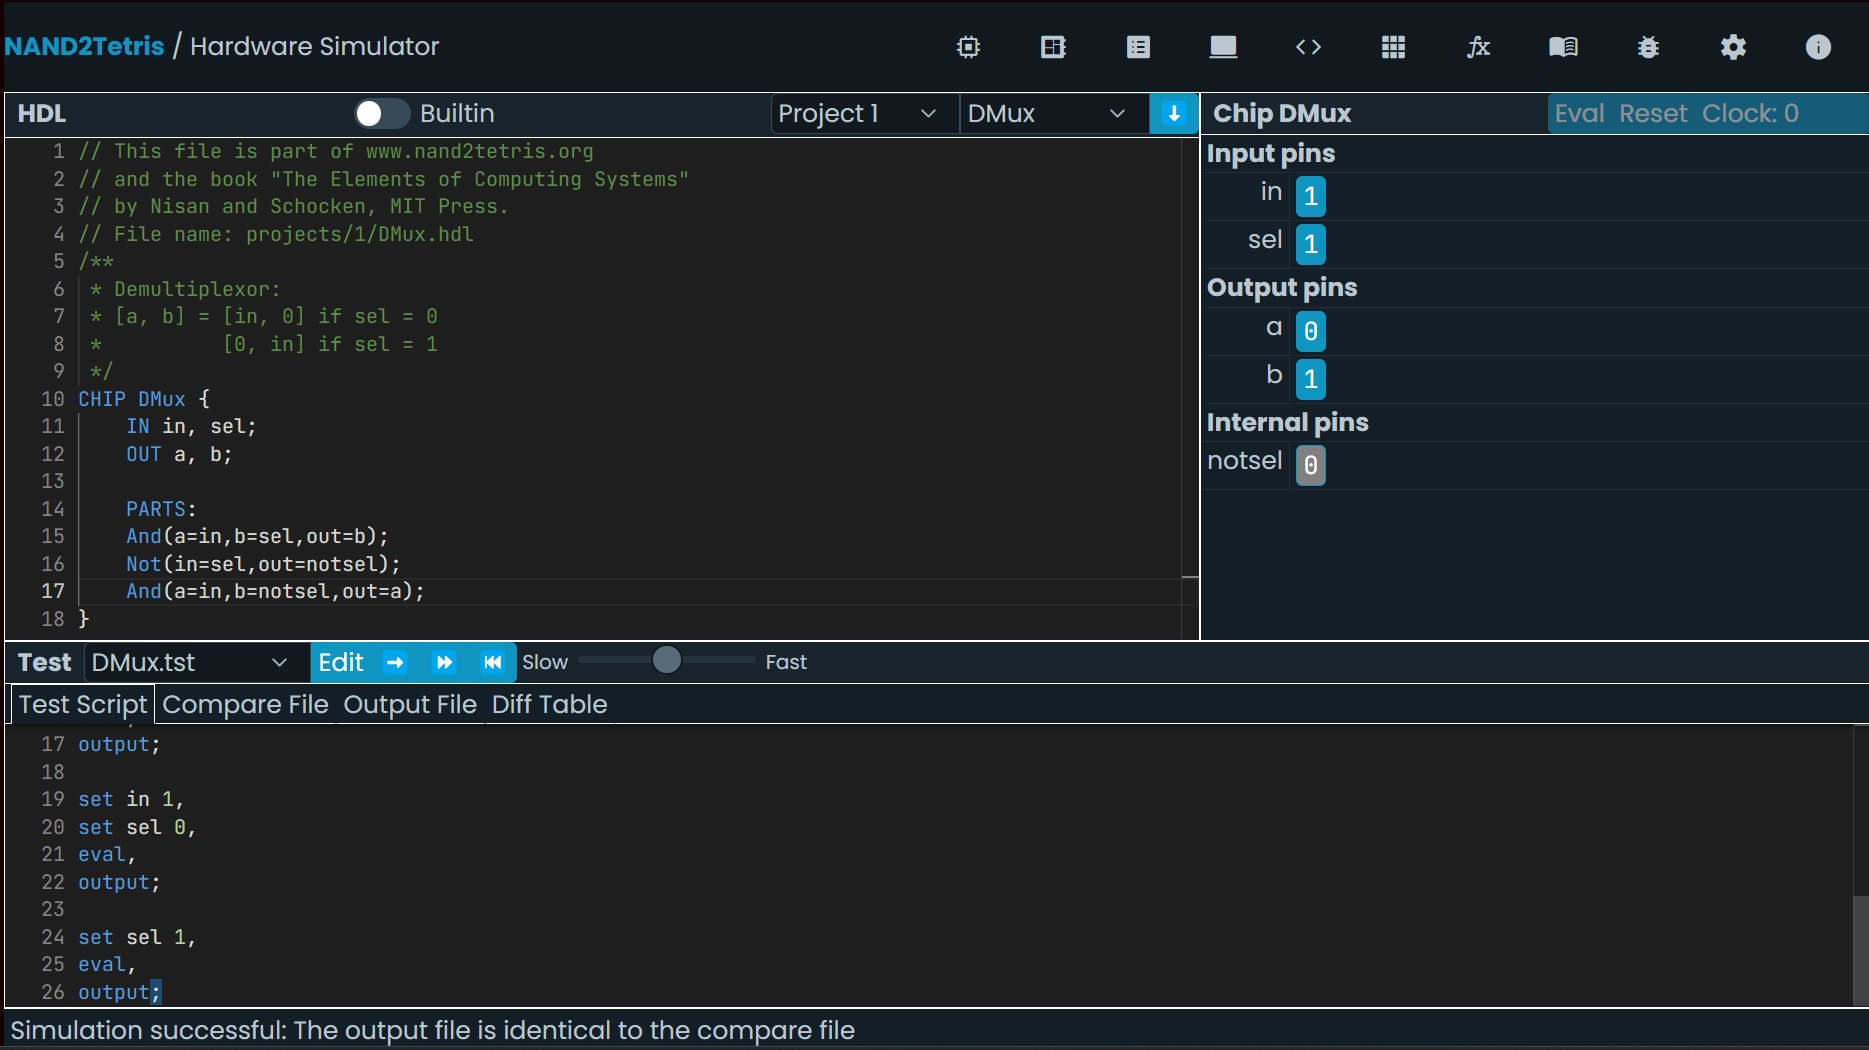 NAND2Tetris / Hardware Simulator
HDL Builtin Project 1 DMux
1 // This file is part of www.nand2tetris.org
2 // and the book "The Elements of Computing Systems"
3 // by Nisan and Schocken, MIT Press.
4 // File name: projects/1/DMux.hdl
5 /**
6  * Demultiplexor:
7  * [a, b] = [in, 0] if sel = 0
8  *          [0, in] if sel = 1
9  */
10 CHIP DMux {
11     IN in, sel;
12     OUT a, b;
13
14     PARTS:
15     And(a=in,b=sel,out=b);
16     Not(in=sel,out=notsel);
17     And(a=in,b=notsel,out=a);
18 }
Chip DMux Eval Reset Clock: 0
Input pins
in 1
sel 1
Output pins
a 0
b 1
Internal pins
notsel 0
Test DMux.tst Edit Slow Fast
Test Script Compare File Output File Diff Table
17 output;
18
19 set in 1,
20 set sel 0,
21 eval,
22 output;
23
24 set sel 1,
25 eval,
26 output;
Simulation successful: The output file is identical to the compare file